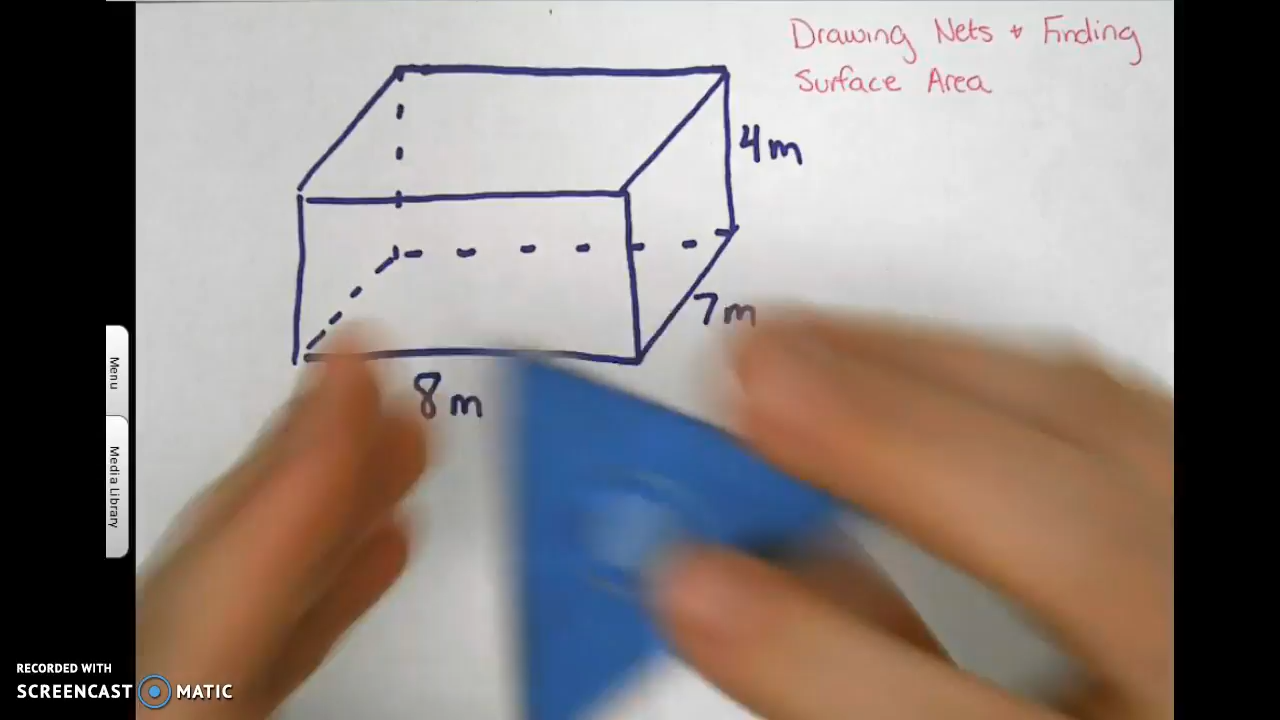 Drawing Nets + Finding
Surface Area
4m
7m
8m
Menu
Media Library
RECORDED WITH
SCREENCAST MATIC